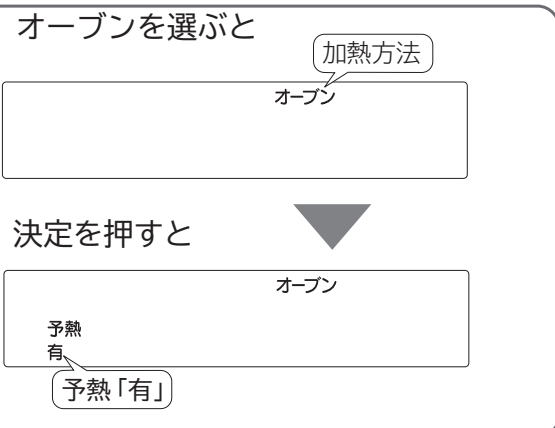 オーブンを選ぶと
加熱方法
オーブン
決定を押すと
オーブン
予熱
有
予熱「有」